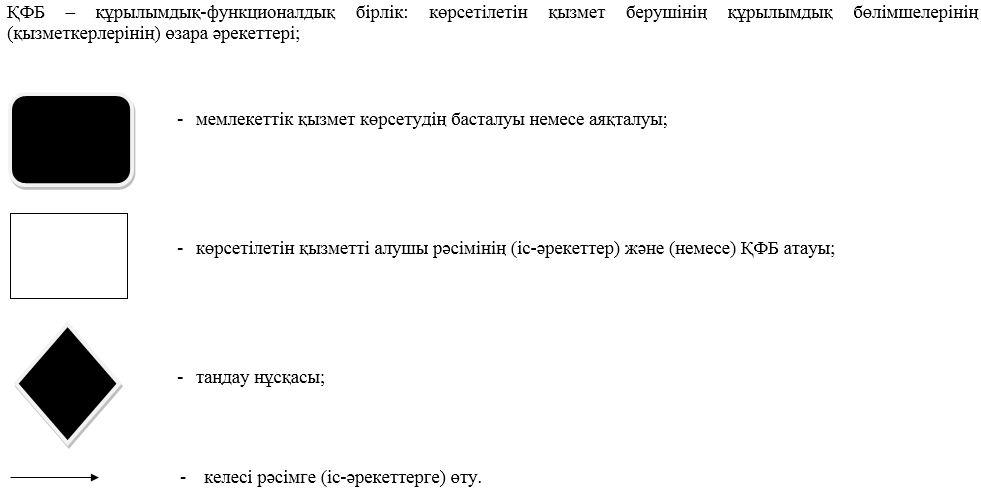 ҚФБ – құрылымдық-функционалдық бірлік: көрсетілетін қызмет берушінің құрылымдық бөлімшелерінің
(қызметкерлерінің) өзара әрекеттері;
- мемлекеттік қызмет көрсетудің басталуы немесе аяқталуы;
- көрсетілетін қызметті алушы рәсімінің (іс-әрекеттер) және (немесе) ҚФБ атауы;
- таңдау нұсқасы;
- келесі рәсімге (іс-әрекеттерге) өту.